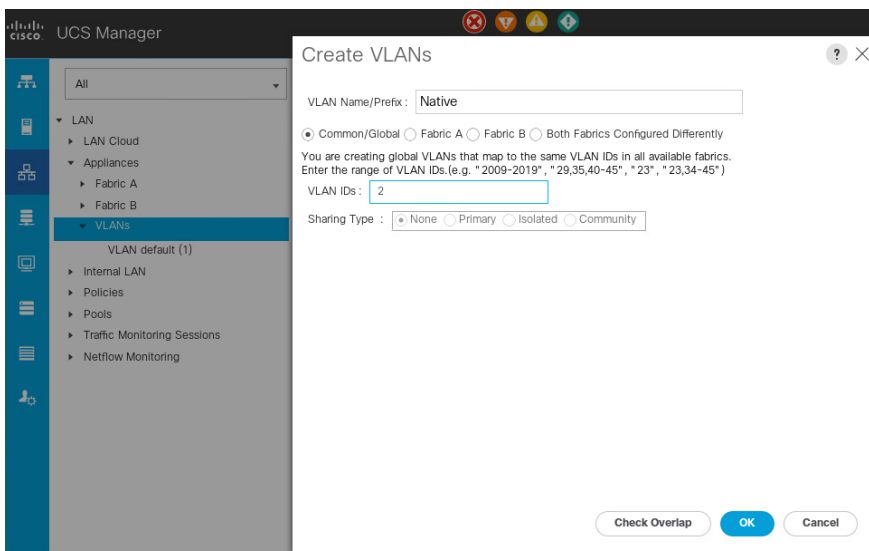 cisco. UCS Manager
All
LAN
LAN Cloud
Appliances
Fabric A
Fabric B
VLANs
VLAN default (1)
Internal LAN
Policies
Pools
Traffic Monitoring Sessions
Netflow Monitoring
Create VLANs
?
VLAN Name/Prefix : Native
Common/Global Fabric A Fabric B Both Fabrics Configured Differently
You are creating global VLANs that map to the same VLAN IDs in all available fabrics.
Enter the range of VLAN IDs.(e.g. "2009-2019", "29,35,40-45", "23", "23,34-45")
VLAN IDs : 2
Sharing Type : None Primary Isolated Community
Check Overlap OK Cancel